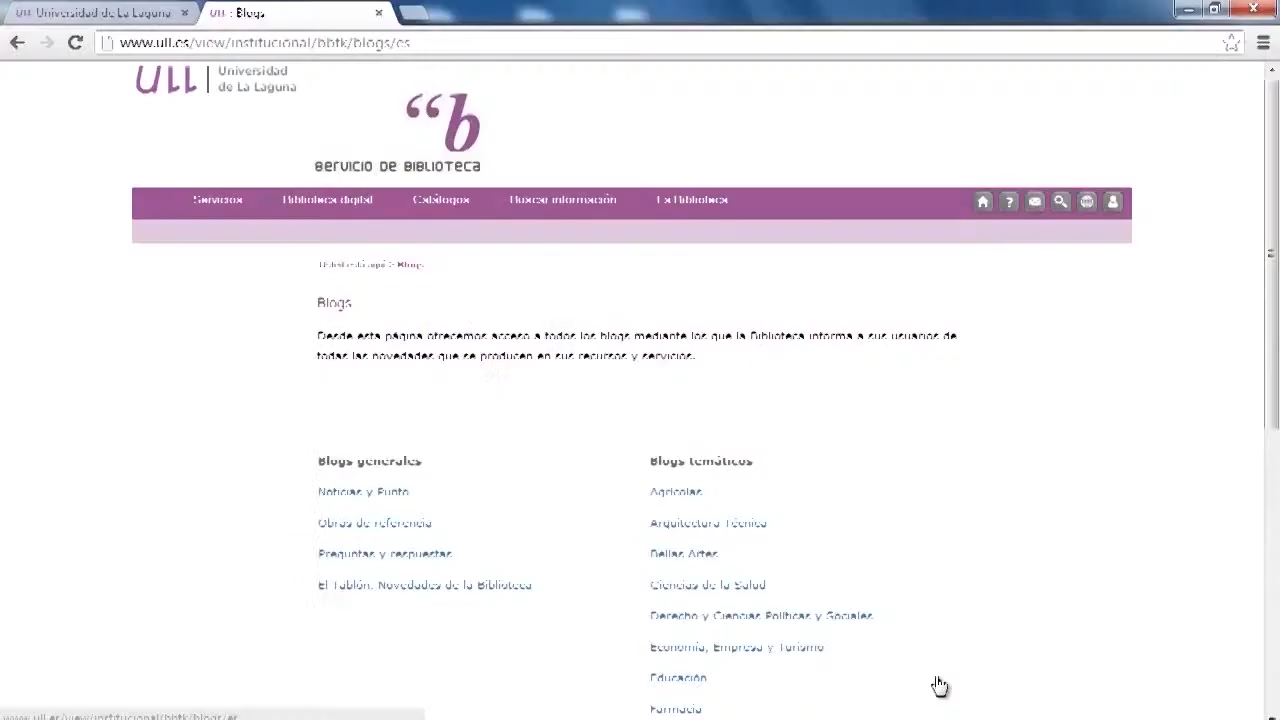 Universidad de La Laguna
ULL : Blogs
www.ull.es/view/institucional/bbtk/blogs/es
ULL
Universidad
de La Laguna
“b
SERVICIO DE BIBLIOTECA
Servicios
Biblioteca digital
Catálogos
Buscar información
La Biblioteca
Usted está aquí > Blogs
Blogs
Desde esta página ofrecemos acceso a todos los blogs mediante los que la Biblioteca informa a sus usuarios de
todas las novedades que se producen en sus recursos y servicios.
Blogs generales
Noticias y Punto
Obras de referencia
Preguntas y respuestas
El Tablón. Novedades de la Biblioteca
Blogs temáticos
Agrícolas
Arquitectura Técnica
Bellas Artes
Ciencias de la Salud
Derecho y Ciencias Políticas y Sociales
Economía, Empresa y Turismo
Educación
Farmacia
www.ull.es/view/institucional/bbtk/blogs/es